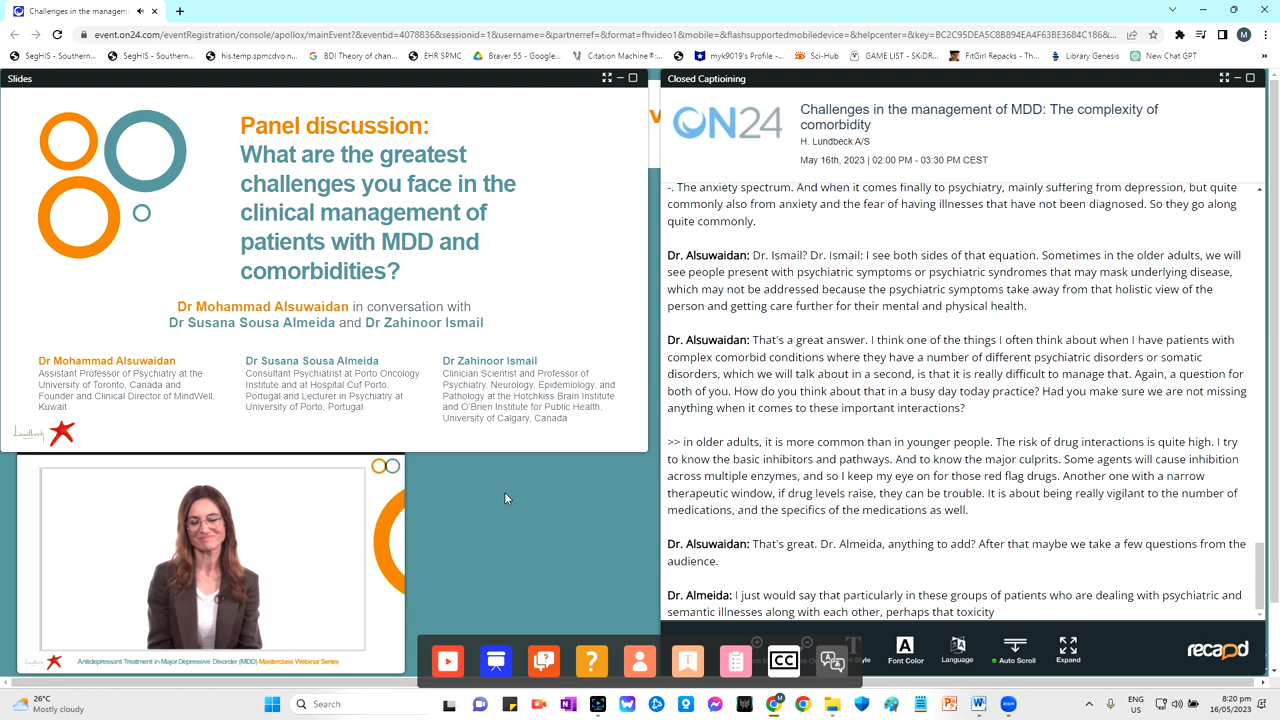 Challenges in the managem
event.on24.com/eventRegistration/console/apollox/mainEvent?&eventid=4078836&sessionid=1&username=&partnerref=&format=fhvideo1&mobile=&flashsupportedmobiledevice=&helpcenter=&key=BC2C95DEA5C8B894EA4F63BE3684C186&...
M
SegHIS - Southern...
SegHIS - Southern...
his.temp.spmcdvo.n...
BDI Theory of chan...
EHR SPMC
Braver 55 - Google...
Citation Machine®:...
myk9019's Profile -...
Sci-Hub
GAME LIST - SKiDR...
FitGirl Repacks - Th...
Library Genesis
New Chat GPT
Slides
Panel discussion:
What are the greatest
challenges you face in the
clinical management of
patients with MDD and
comorbidities?
Dr Mohammad Alsuwaidan in conversation with
Dr Susana Sousa Almeida and Dr Zahinoor Ismail
Dr Mohammad Alsuwaidan
Assistant Professor of Psychiatry at the
University of Toronto, Canada and
Founder and Clinical Director of MindWell,
Kuwait
Dr Susana Sousa Almeida
Consultant Psychiatrist at Porto Oncology
Institute and at Hospital Cuf Porto,
Portugal and Lecturer in Psychiatry at
University of Porto, Portugal
Dr Zahinoor Ismail
Clinician Scientist and Professor of
Psychiatry, Neurology, Epidemiology, and
Pathology at the Hotchkiss Brain Institute
and O'Brien Institute for Public Health,
University of Calgary, Canada
Lundbeck
Antidepressant Treatment in Major Depressive Disorder (MDD) Masterclass Webinar Series
Closed Captioining
ON24
Challenges in the management of MDD: The complexity of
comorbidity
H. Lundbeck A/S
May 16th, 2023 | 02:00 PM - 03:30 PM CEST
-. The anxiety spectrum. And when it comes finally to psychiatry, mainly suffering from depression, but quite
commonly also from anxiety and the fear of having illnesses that have not been diagnosed. So they go along
quite commonly.
Dr. Alsuwaidan: Dr. Ismail? Dr. Ismail: I see both sides of that equation. Sometimes in the older adults, we will
see people present with psychiatric symptoms or psychiatric syndromes that may mask underlying disease,
which may not be addressed because the psychiatric symptoms take away from that holistic view of the
person and getting care further for their mental and physical health.
Dr. Alsuwaidan: That's a great answer. I think one of the things I often think about when I have patients with
complex comorbid conditions where they have a number of different psychiatric disorders or somatic
disorders, which we will talk about in a second, is that it is really difficult to manage that. Again, a question for
both of you. How do you think about that in a busy day today practice? Had you make sure we are not missing
anything when it comes to these important interactions?
>> in older adults, it is more common than in younger people. The risk of drug interactions is quite high. I try
to know the basic inhibitors and pathways. And to know the major culprits. Some agents will cause inhibition
across multiple enzymes, and so I keep my eye on for those red flag drugs. Another one with a narrow
therapeutic window, if drug levels raise, they can be trouble. It is about being really vigilant to the number of
medications, and the specifics of the medications as well.
Dr. Alsuwaidan: That's great. Dr. Almeida, anything to add? After that maybe we take a few questions from the
audience.
Dr. Almeida: I just would say that particularly in these groups of patients who are dealing with psychiatric and
semantic illnesses along with each other, perhaps that toxicity
Font Color
Language
Auto Scroll
Expand
recapd
CC
26°C
Mostly cloudy
Search
ENG
US
8:20 PM
16/05/2023